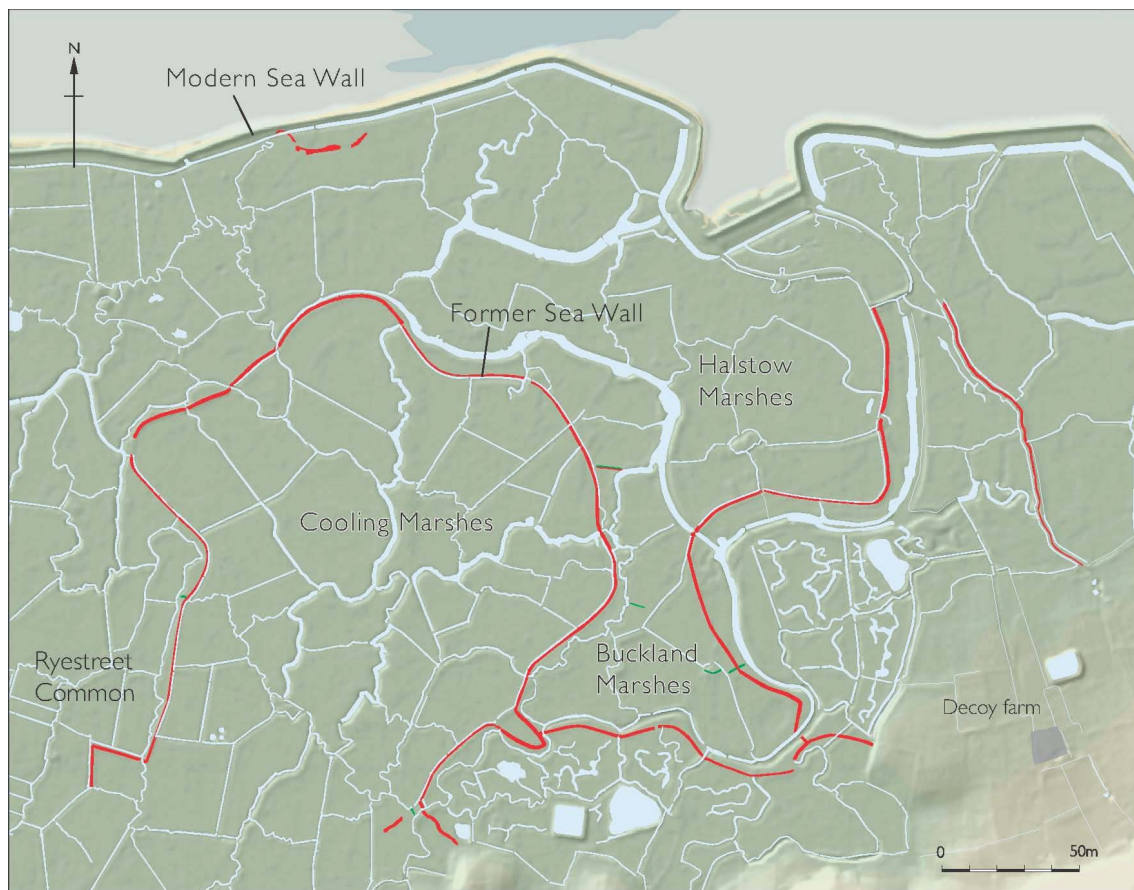 N
Modern Sea Wall
Former Sea Wall
Halstow
Marshes
Cooling Marshes
Ryestreet
Common
Buckland
Marshes
Decoy farm
0 50m